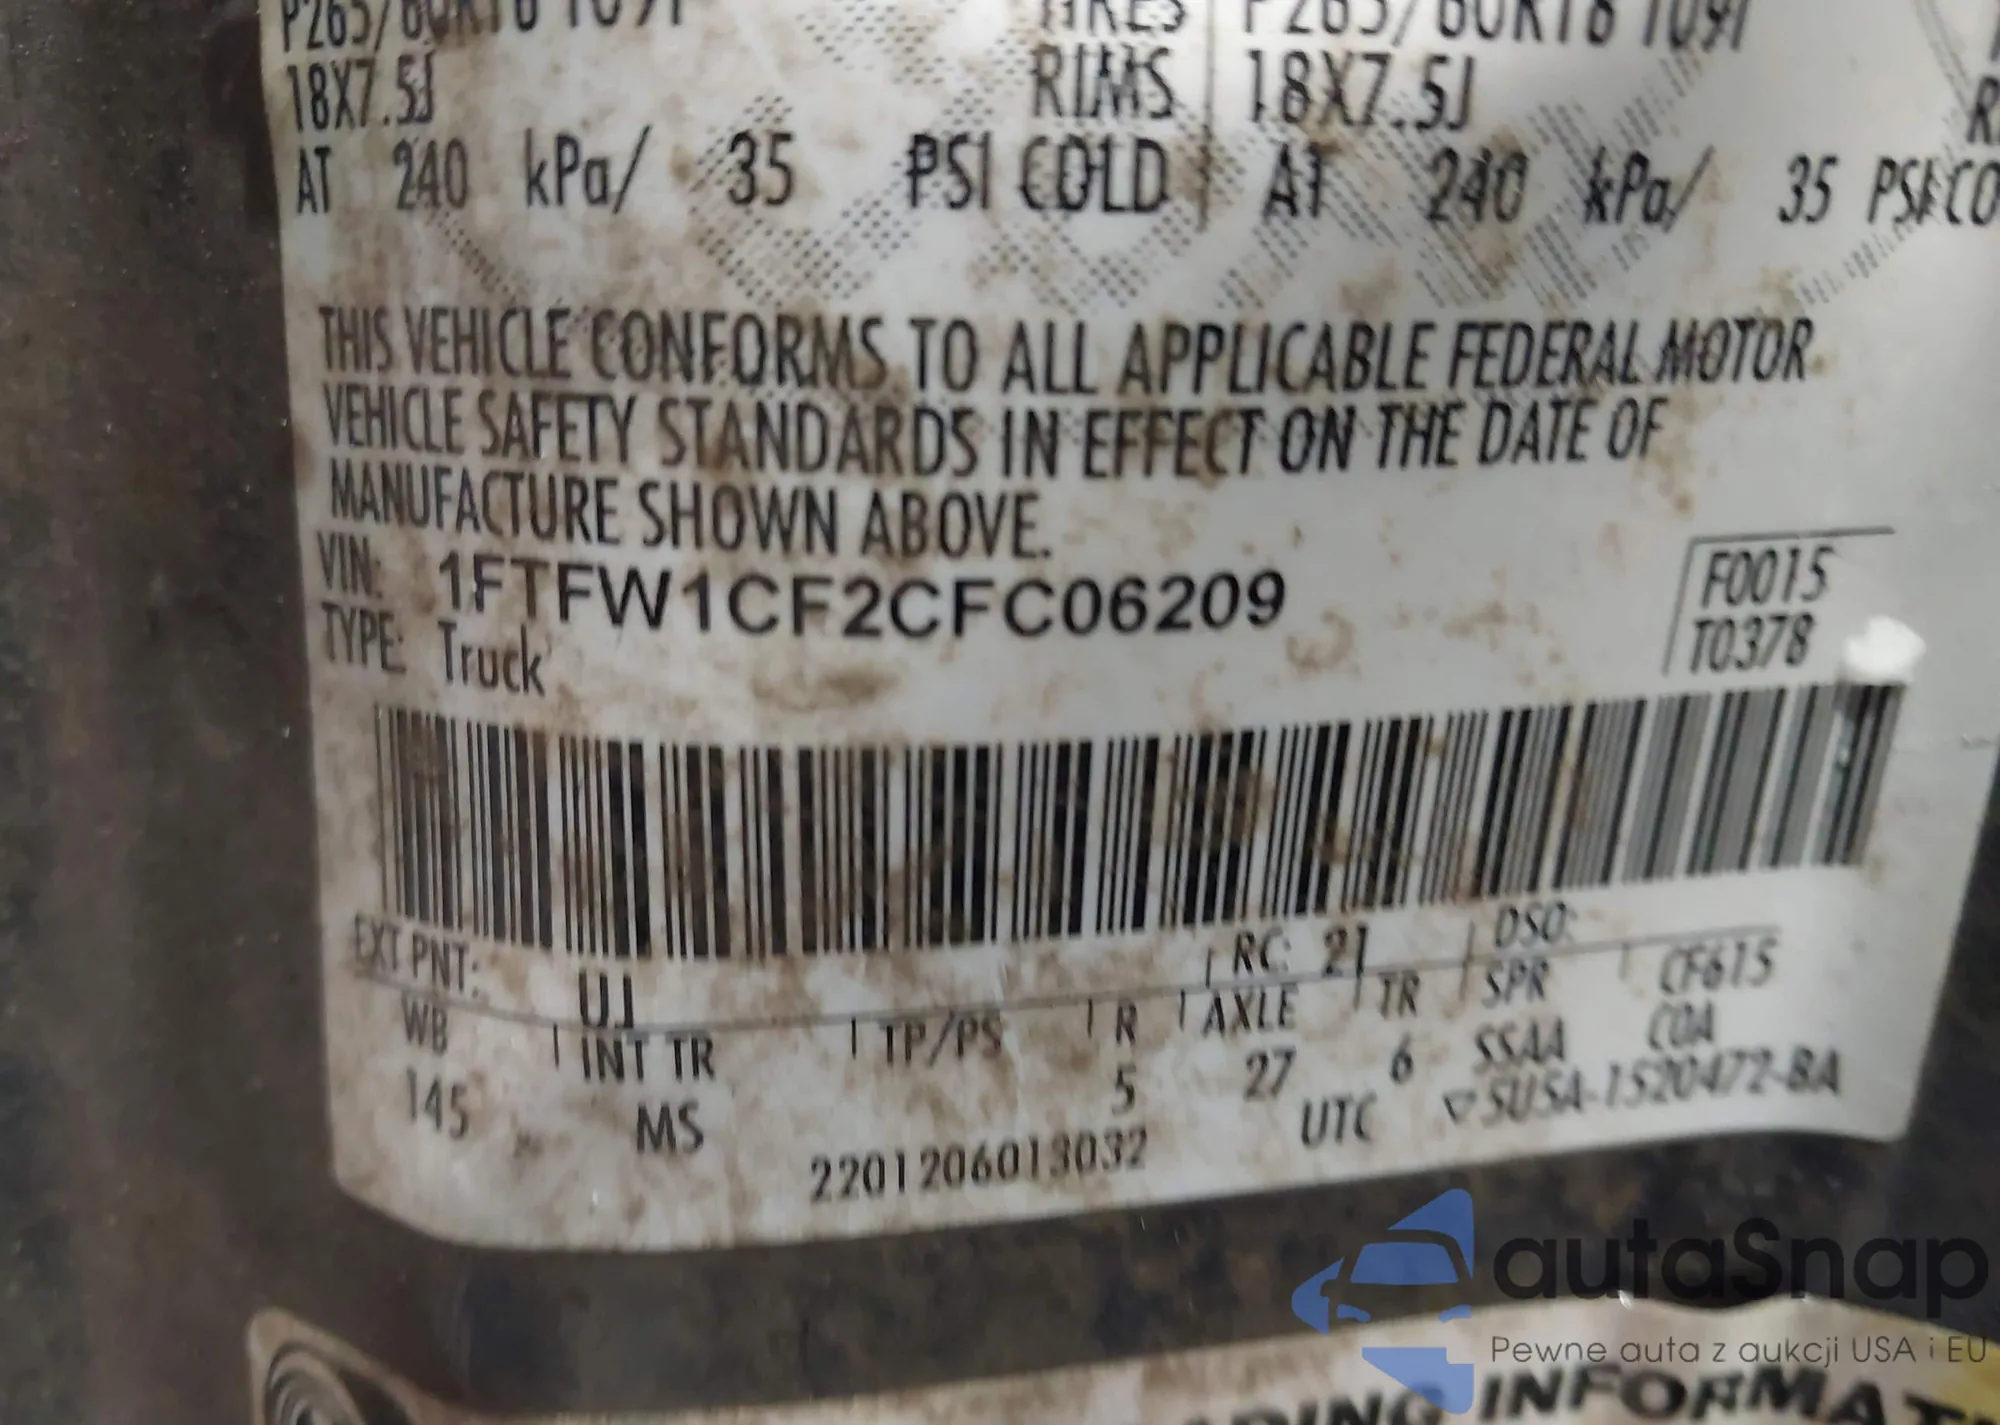 18X7.5J RIMS 18X7.5J
AT 240 kPa/ 35 PSI COLD AT 240 kPa/ 35 PSI CO
THIS VEHICLE CONFORMS TO ALL APPLICABLE FEDERAL MOTOR
VEHICLE SAFETY STANDARDS IN EFFECT ON THE DATE OF
MANUFACTURE SHOWN ABOVE.
VIN: 1FTFW1CF2CFC06209
TYPE: Truck
F0015
T0378
EXT PNT: UJ RC: 21 DSO:
WB INT TR TP/PS R AXLE TR SPR CF615
145 MS 5 27 6 SSAA COA
2201206013032 UTC ▽SUSA-1520472-BA
autaSnap
Pewne auta z aukcji USA i EU